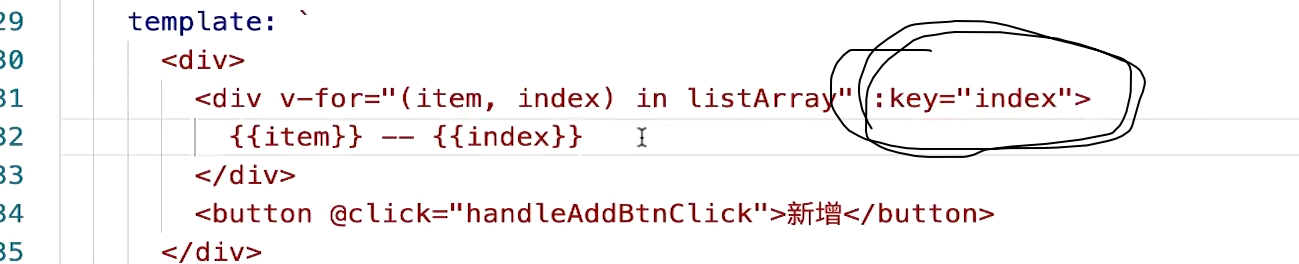 29 template: `
30 <div>
31 <div v-for="(item, index) in listArray" :key="index">
32 {{item}} -- {{index}}
33 </div>
34 <button @click="handleAddBtnClick">新增</button>
35 </div>